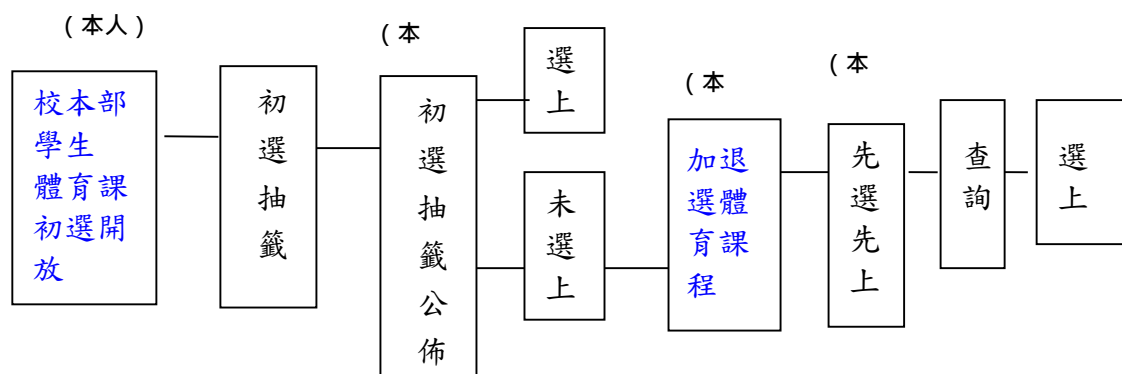 (本人)
校本部
學生
體育課
初選開
放
初選抽籤
(本
初選抽籤公佈
選上
未選上
(本
加退
選體
育課
程
(本
先選先上
查詢
選上